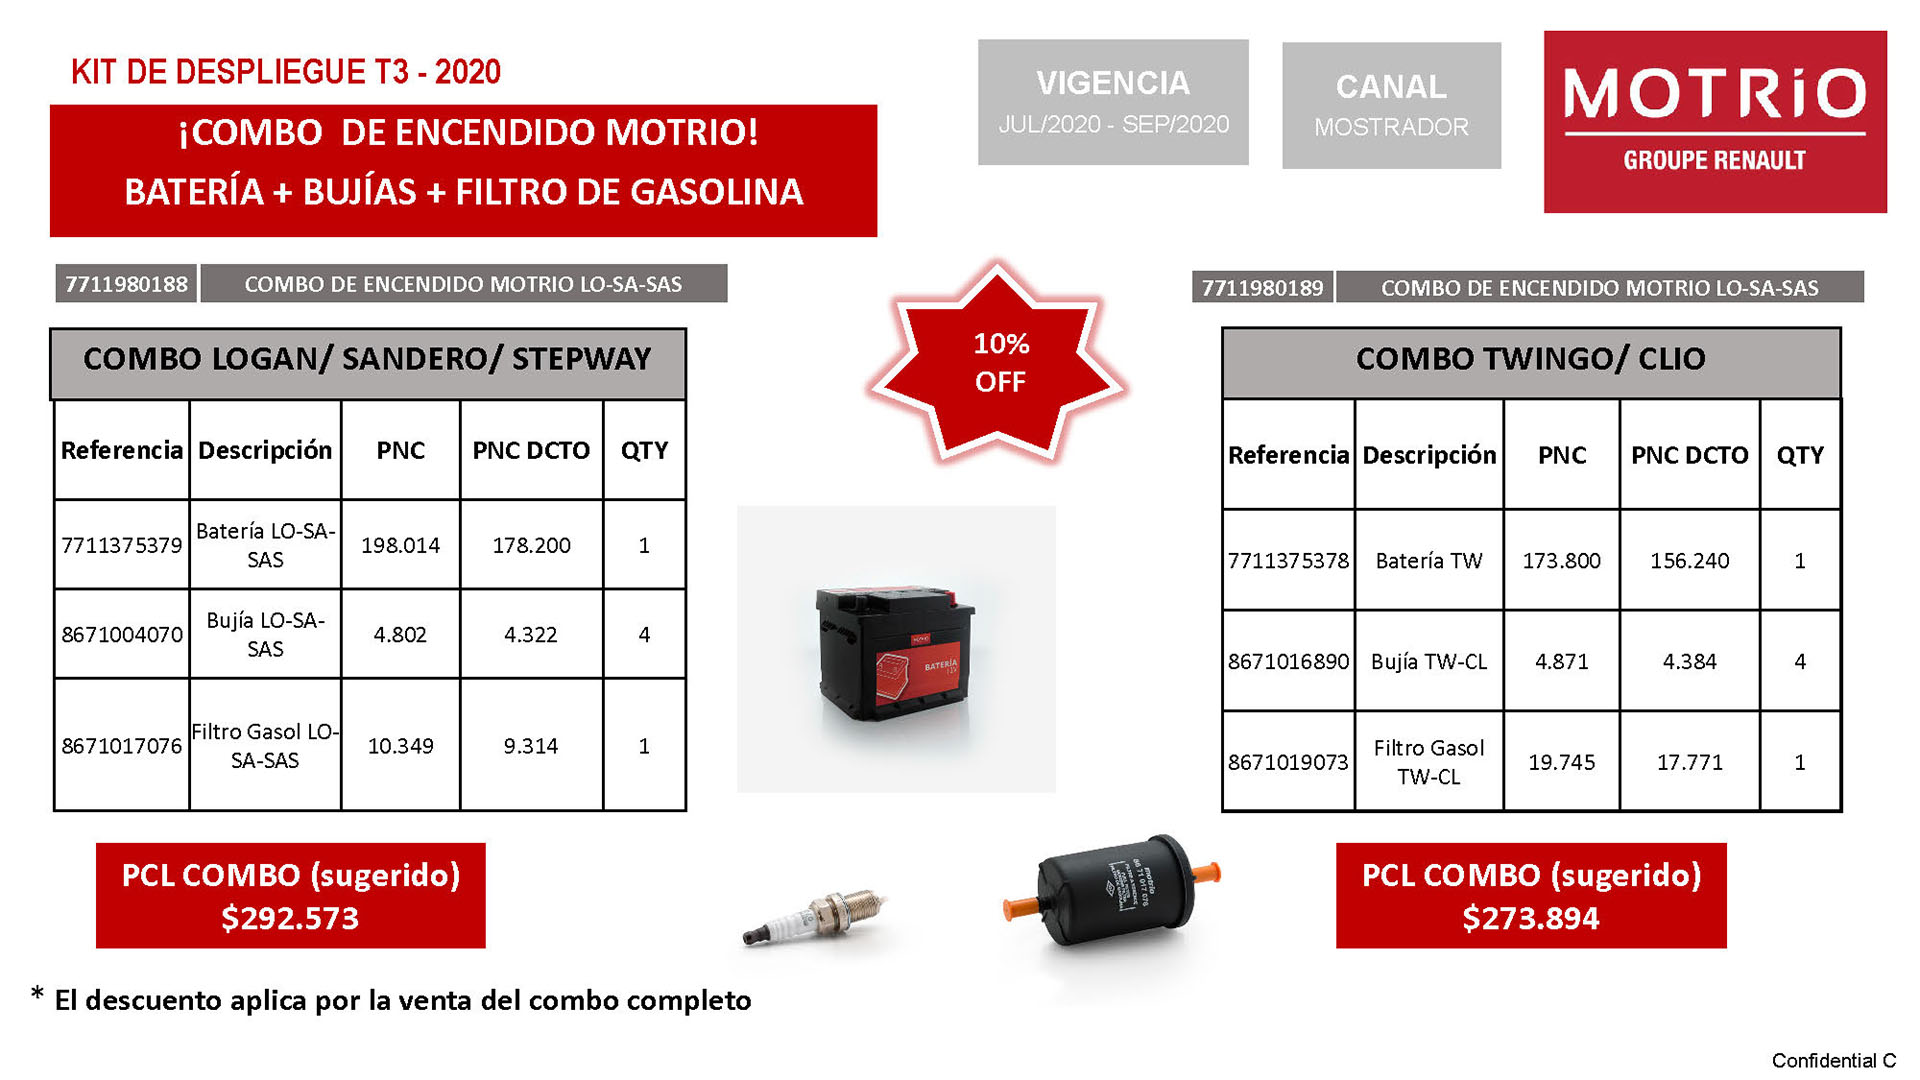 KIT DE DESPLIEGUE T3 - 2020
¡COMBO DE ENCENDIDO MOTRIO!
BATERÍA + BUJÍAS + FILTRO DE GASOLINA
VIGENCIA
JUL/2020 - SEP/2020
CANAL
MOSTRADOR
MOTRiO
GROUPE RENAULT
7711980188 COMBO DE ENCENDIDO MOTRIO LO-SA-SAS
COMBO LOGAN/ SANDERO/ STEPWAY
Referencia Descripción PNC PNC DCTO QTY
7711375379 Batería LO-SA-
SAS 198.014 178.200 1
8671004070 Bujía LO-SA-
SAS 4.802 4.322 4
8671017076 Filtro Gasol LO-
SA-SAS 10.349 9.314 1
PCL COMBO (sugerido)
$292.573
10%
OFF
MOTRIO
BATERÍA
motrio
86 71 017 076
7711980189 COMBO DE ENCENDIDO MOTRIO LO-SA-SAS
COMBO TWINGO/ CLIO
Referencia Descripción PNC PNC DCTO QTY
7711375378 Batería TW 173.800 156.240 1
8671016890 Bujía TW-CL 4.871 4.384 4
8671019073 Filtro Gasol
TW-CL 19.745 17.771 1
PCL COMBO (sugerido)
$273.894
* El descuento aplica por la venta del combo completo
Confidential C